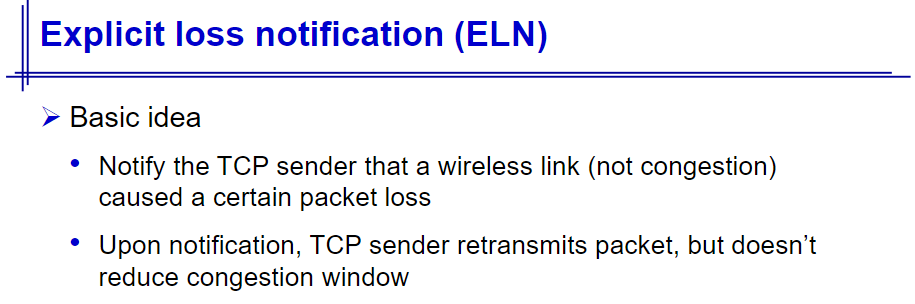 Explicit loss notification (ELN)
Basic idea
Notify the TCP sender that a wireless link (not congestion)
caused a certain packet loss
Upon notification, TCP sender retransmits packet, but doesn’t
reduce congestion window